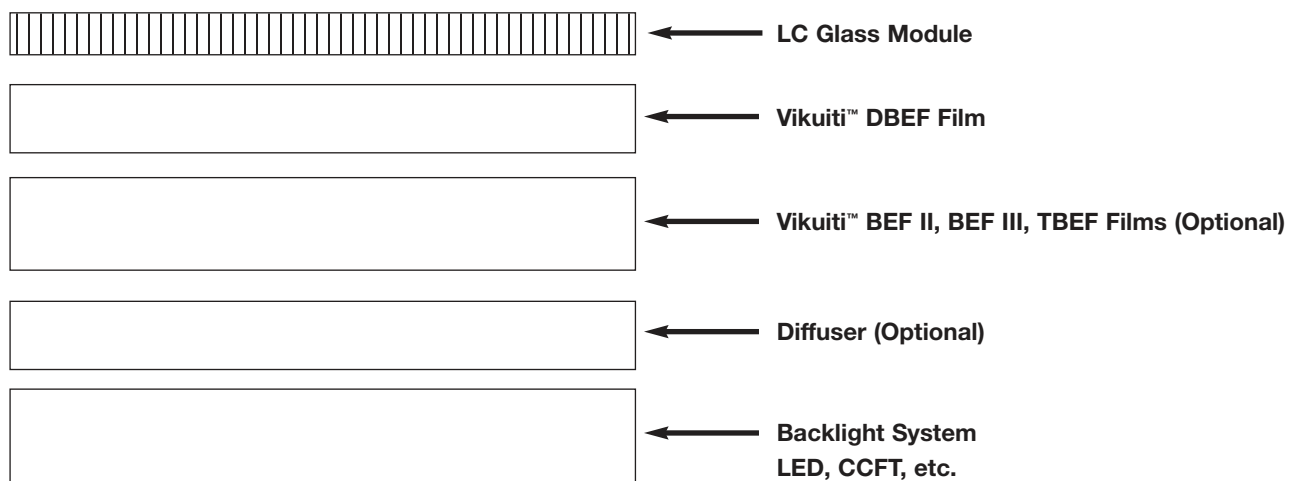 LC Glass Module
Vikuiti™ DBEF Film
Vikuiti™ BEF II, BEF III, TBEF Films (Optional)
Diffuser (Optional)
Backlight System
LED, CCFT, etc.